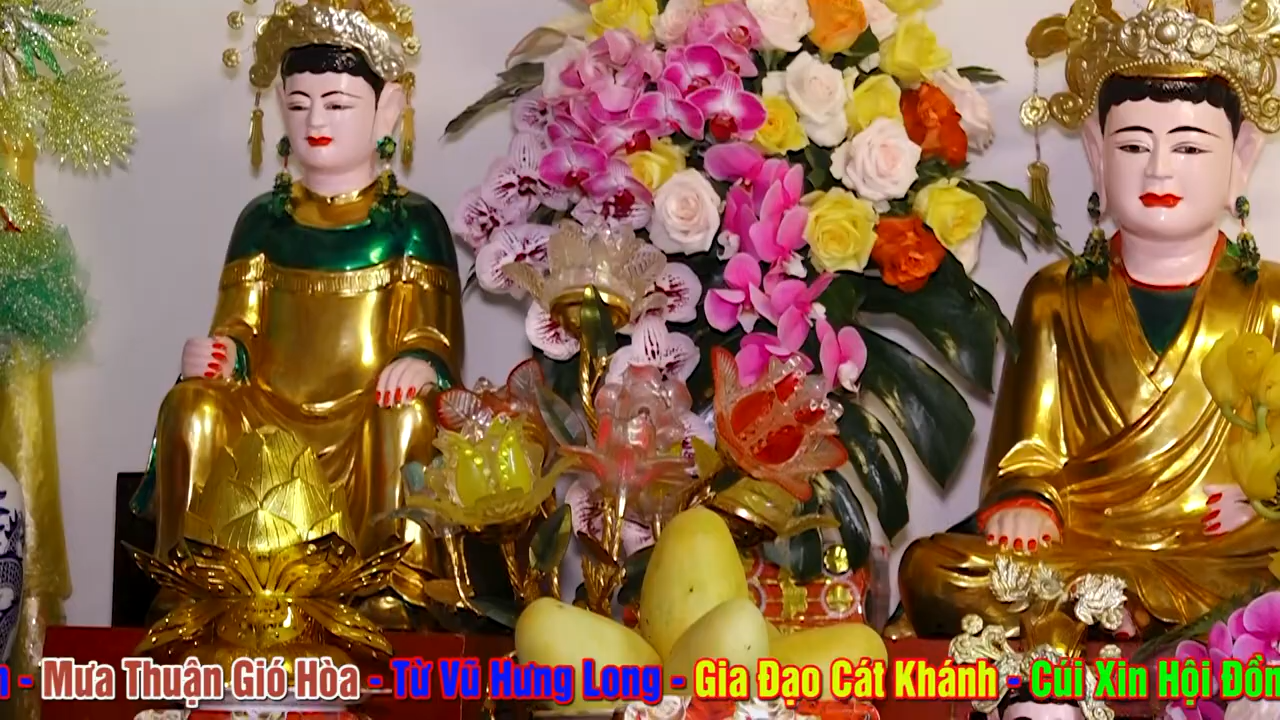 - Mưa Thuận Gió Hòa - Từ Vũ Hưng Long - Gia Đạo Cát Khánh - Cúi Xin Hội Đồn